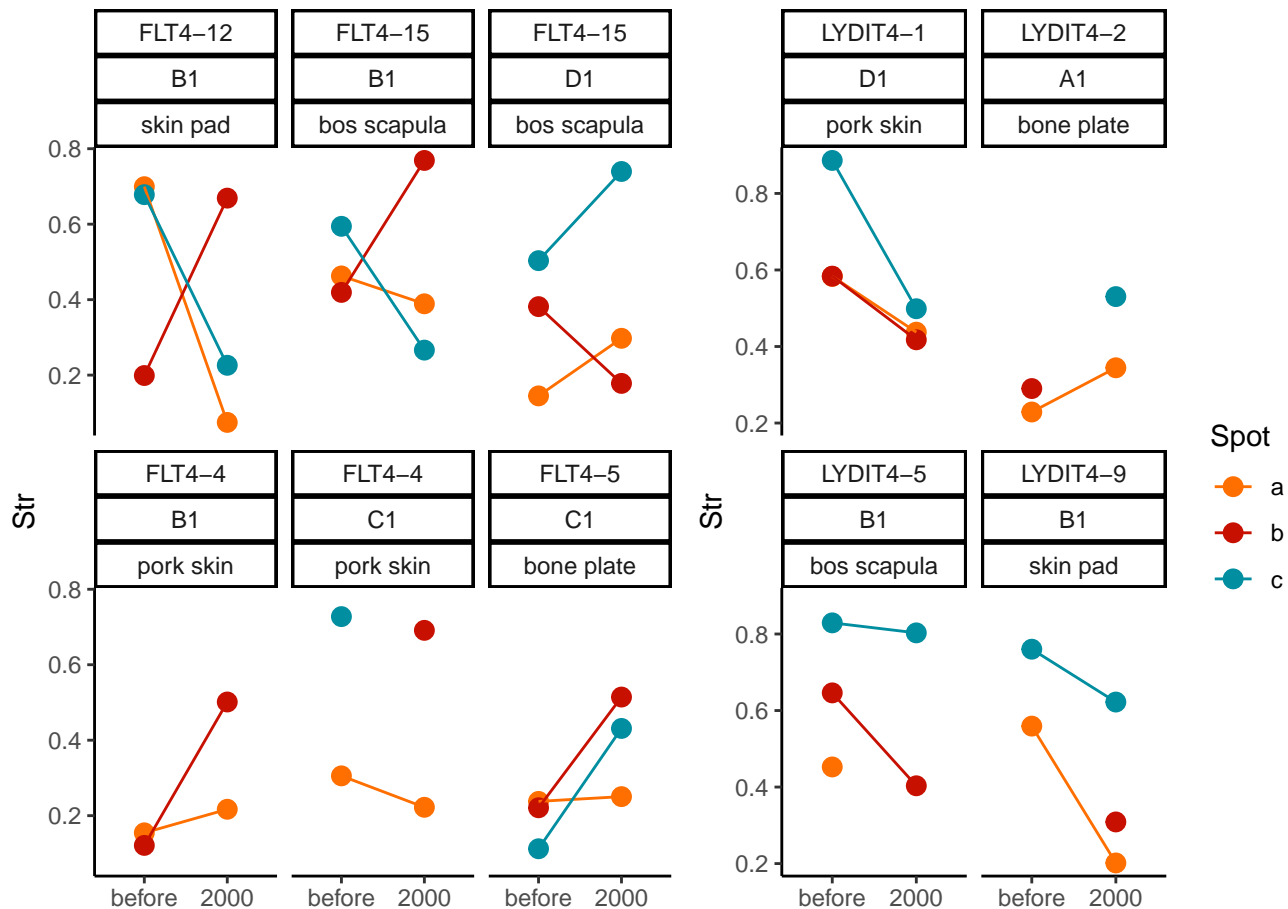 FLT4−12 FLT4−15 FLT4−15 LYDIT4−1 LYDIT4−2
B1 B1 D1 D1 A1
skin pad bos scapula bos scapula pork skin bone plate
0.8
0.6
0.4
0.2
0.8
0.6
0.4
0.2
FLT4−4 FLT4−4 FLT4−5 LYDIT4−5 LYDIT4−9
B1 C1 C1 B1 B1
pork skin pork skin bone plate bos scapula skin pad
0.8
0.6
0.4
0.2
0.8
0.6
0.4
0.2
before 2000 before 2000 before 2000 before 2000 before 2000
Str
Str
Spot
a
b
c